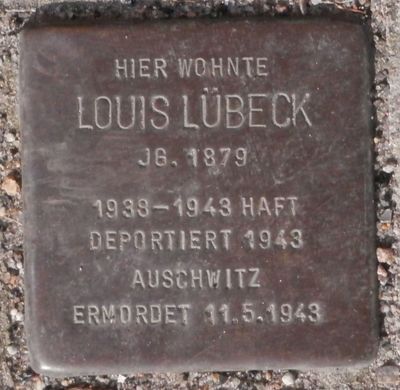 HIER WOHNTE
LOUIS LÜBECK
JG. 1879
1938-1943 HAFT
DEPORTIERT 1943
AUSCHWITZ
ERMORDET 11.5.1943